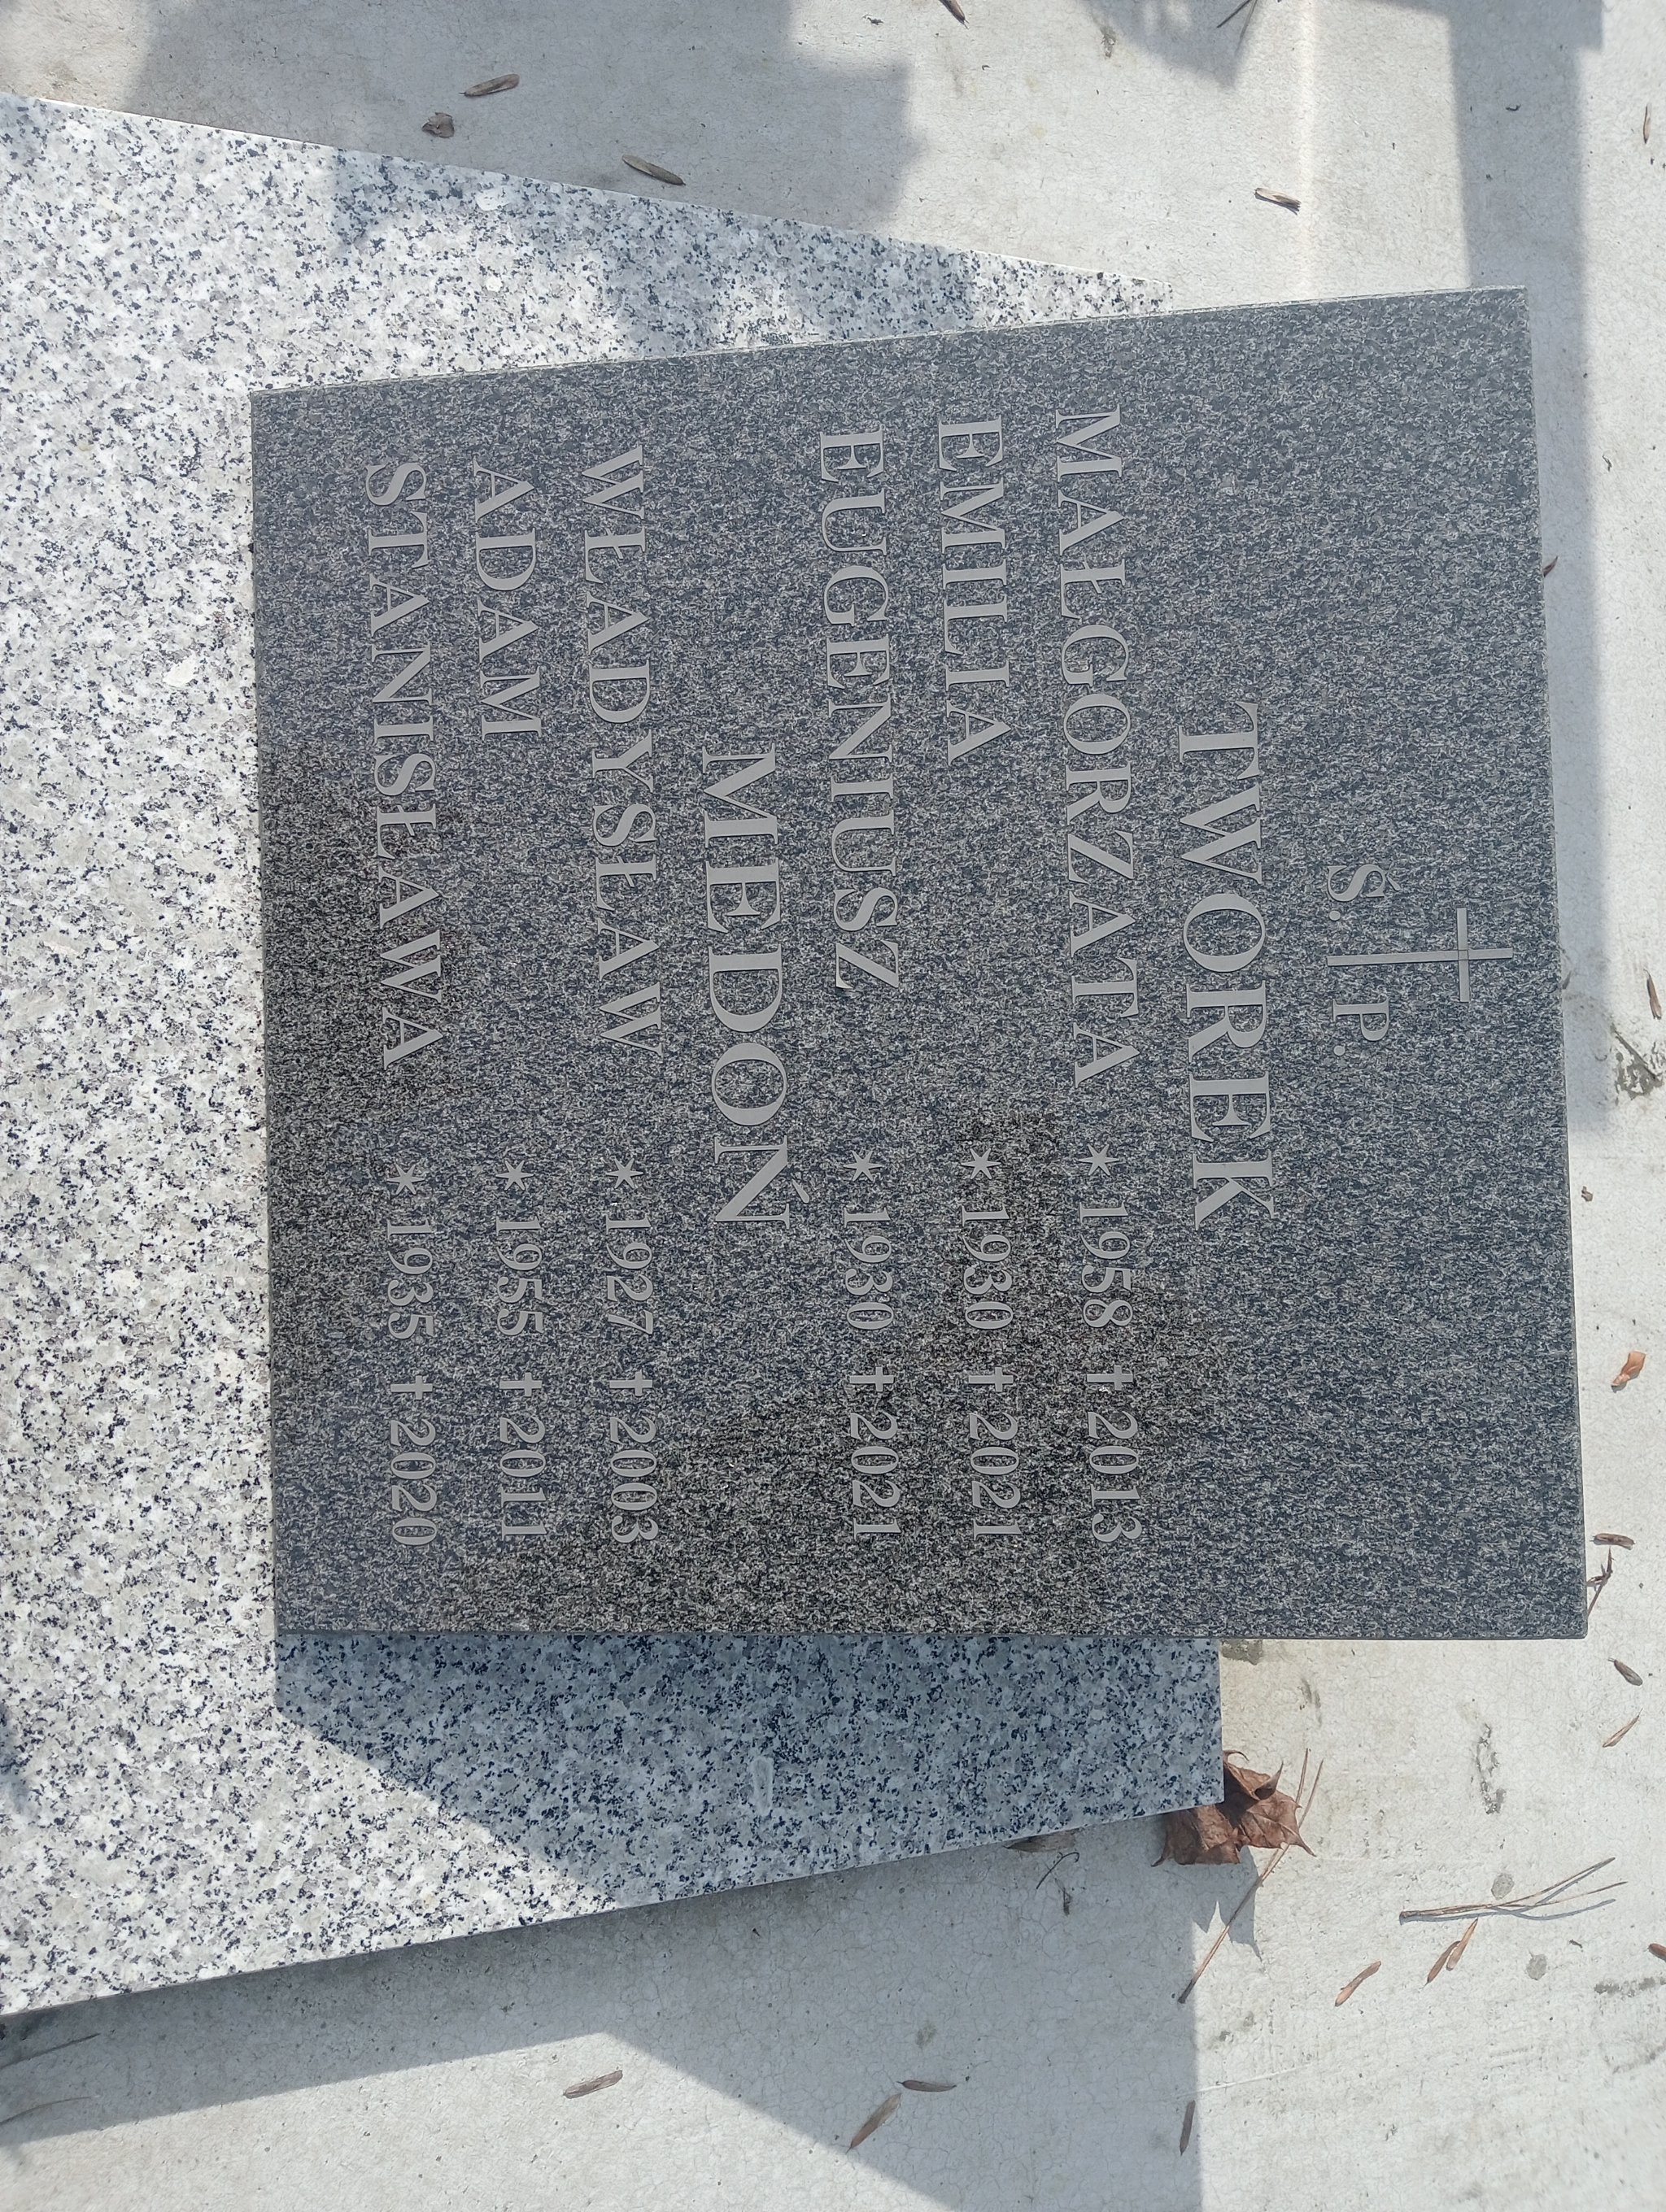 Ś. P.
TWOREK
MAŁGORZATA * 1958 † 2013
EMILIA * 1930 † 2021
EUGENIUSZ * 1930 † 2021
MEDOŃ
WŁADYSŁAW * 1927 † 2003
ADAM * 1955 † 2011
STANISŁAWA * 1935 † 2020